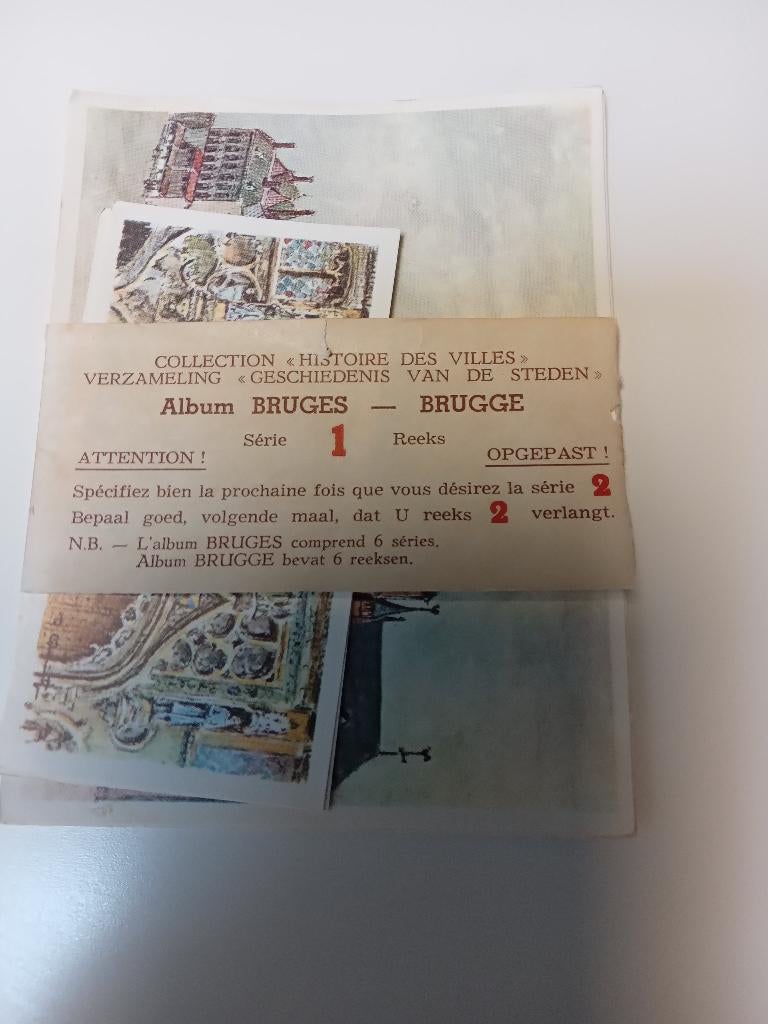 COLLECTION « HISTOIRE DES VILLES »
VERZAMELING « GESCHIEDENIS VAN DE STEDEN »
Album BRUGES — BRUGGE
Série 1 Reeks
ATTENTION ! OPGEPAST !
Spécifiez bien la prochaine fois que vous désirez la série 2
Bepaal goed, volgende maal, dat U reeks 2 verlangt.
N.B. — L'album BRUGES comprend 6 séries.
Album BRUGGE bevat 6 reeksen.